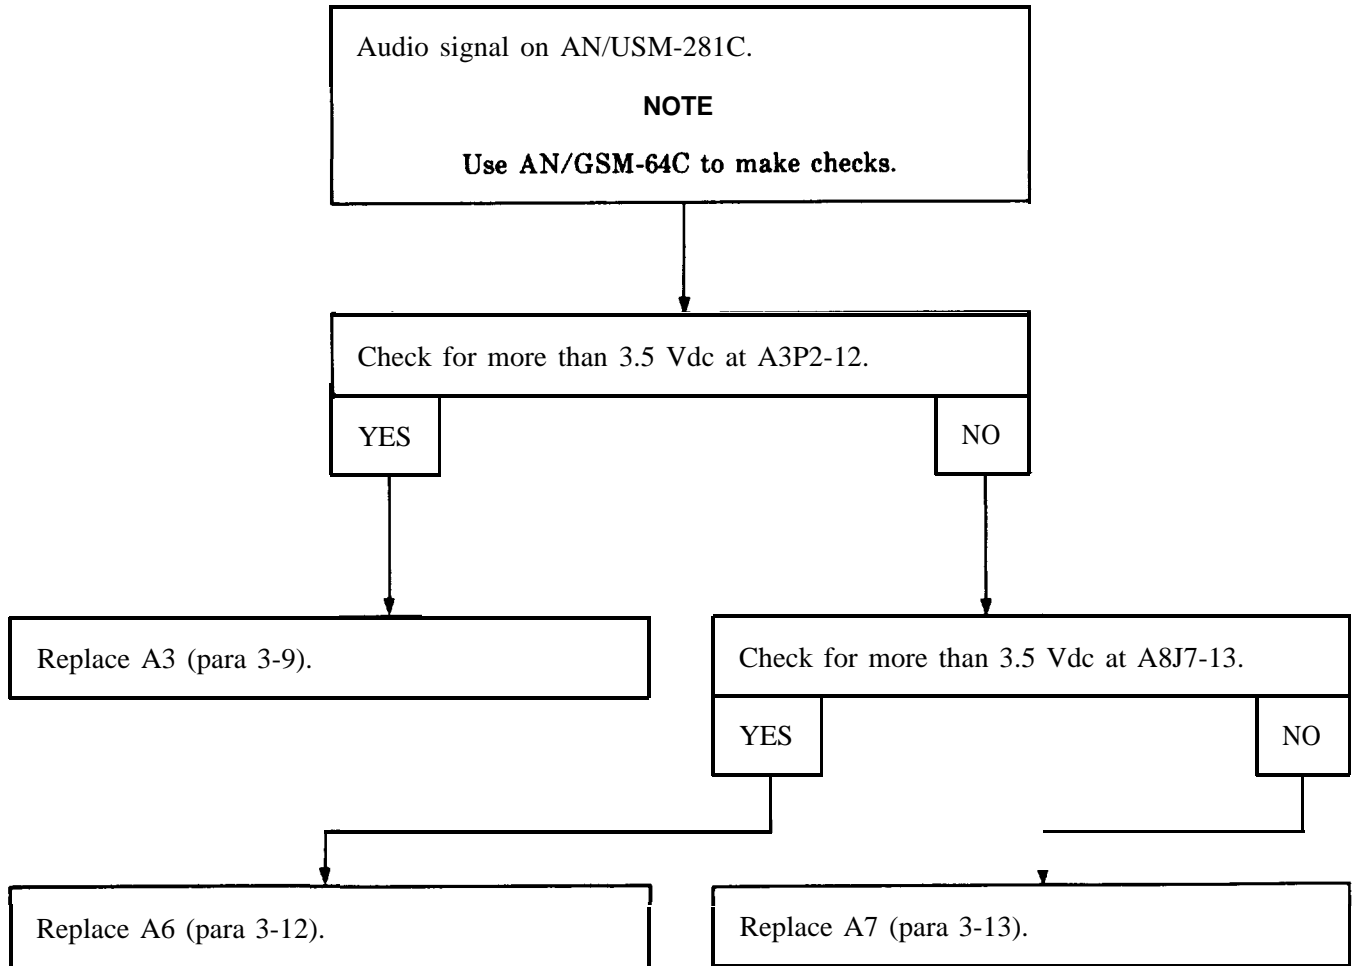 Audio signal on AN/USM-281C.
NOTE
Use AN/GSM-64C to make checks.
Check for more than 3.5 Vdc at A3P2-12.
YES
NO
Replace A3 (para 3-9).
Check for more than 3.5 Vdc at A8J7-13.
YES
NO
Replace A6 (para 3-12).
Replace A7 (para 3-13).